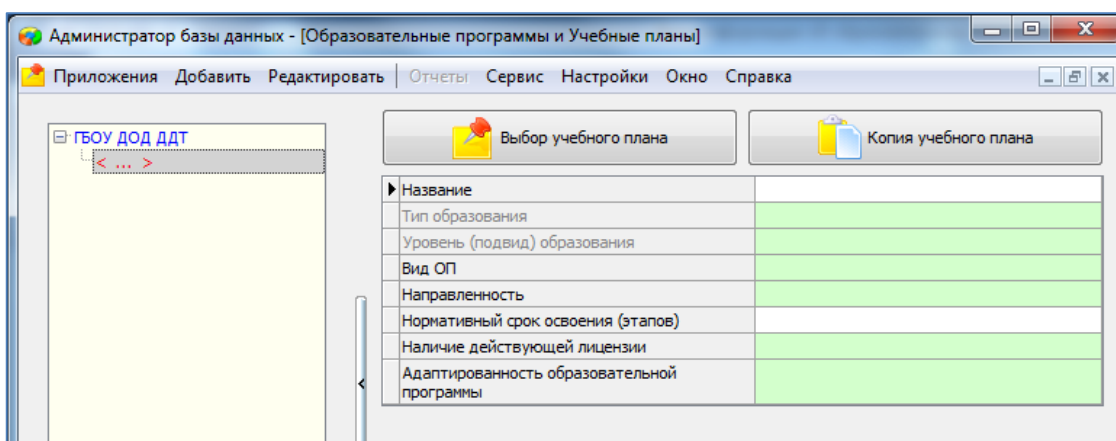 Администратор базы данных - [Образовательные программы и Учебные планы]
Приложения Добавить Редактировать Отчеты Сервис Настройки Окно Справка
ГБОУ ДОД ДДТ
< ... >
Выбор учебного плана
Копия учебного плана
Название
Тип образования
Уровень (подвид) образования
Вид ОП
Направленность
Нормативный срок освоения (этапов)
Наличие действующей лицензии
Адаптированность образовательной
программы